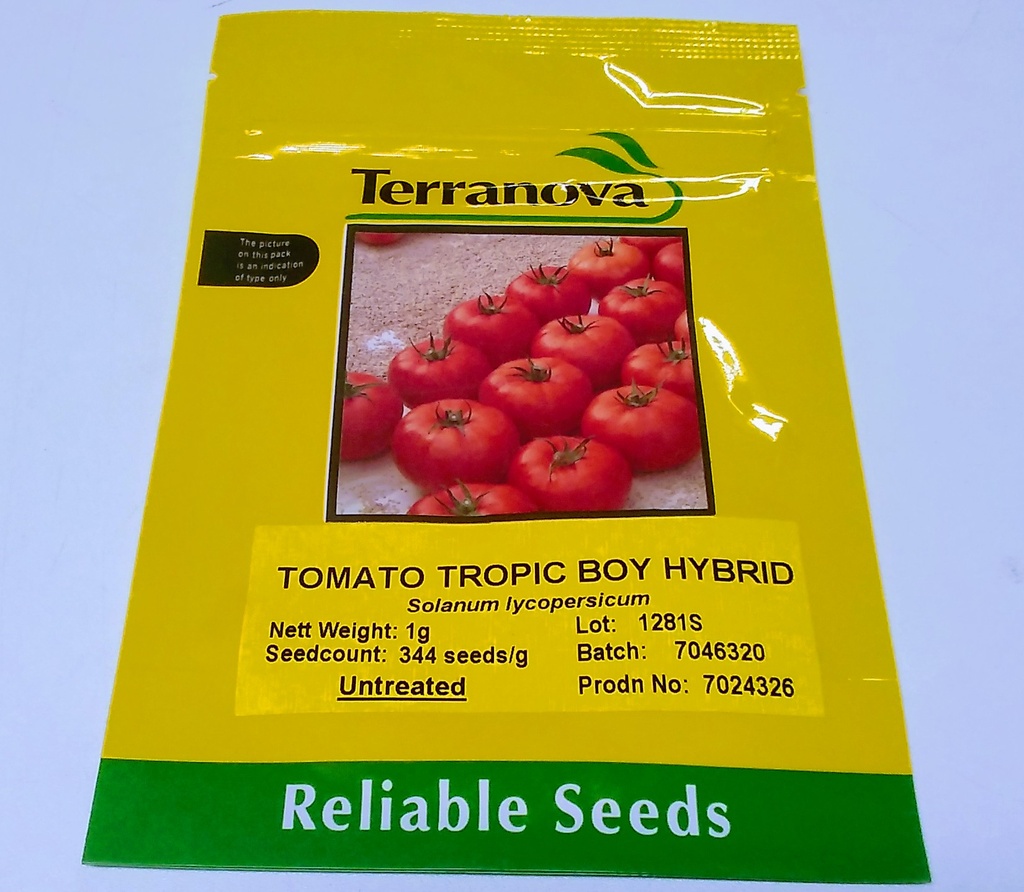 Terranova
The picture
on this pack
is an indication
of type only
TOMATO TROPIC BOY HYBRID
Solanum lycopersicum
Nett Weight: 1g
Lot: 1281S
Seedcount: 344 seeds/g
Batch: 7046320
Untreated
Prodn No: 7024326
Reliable Seeds